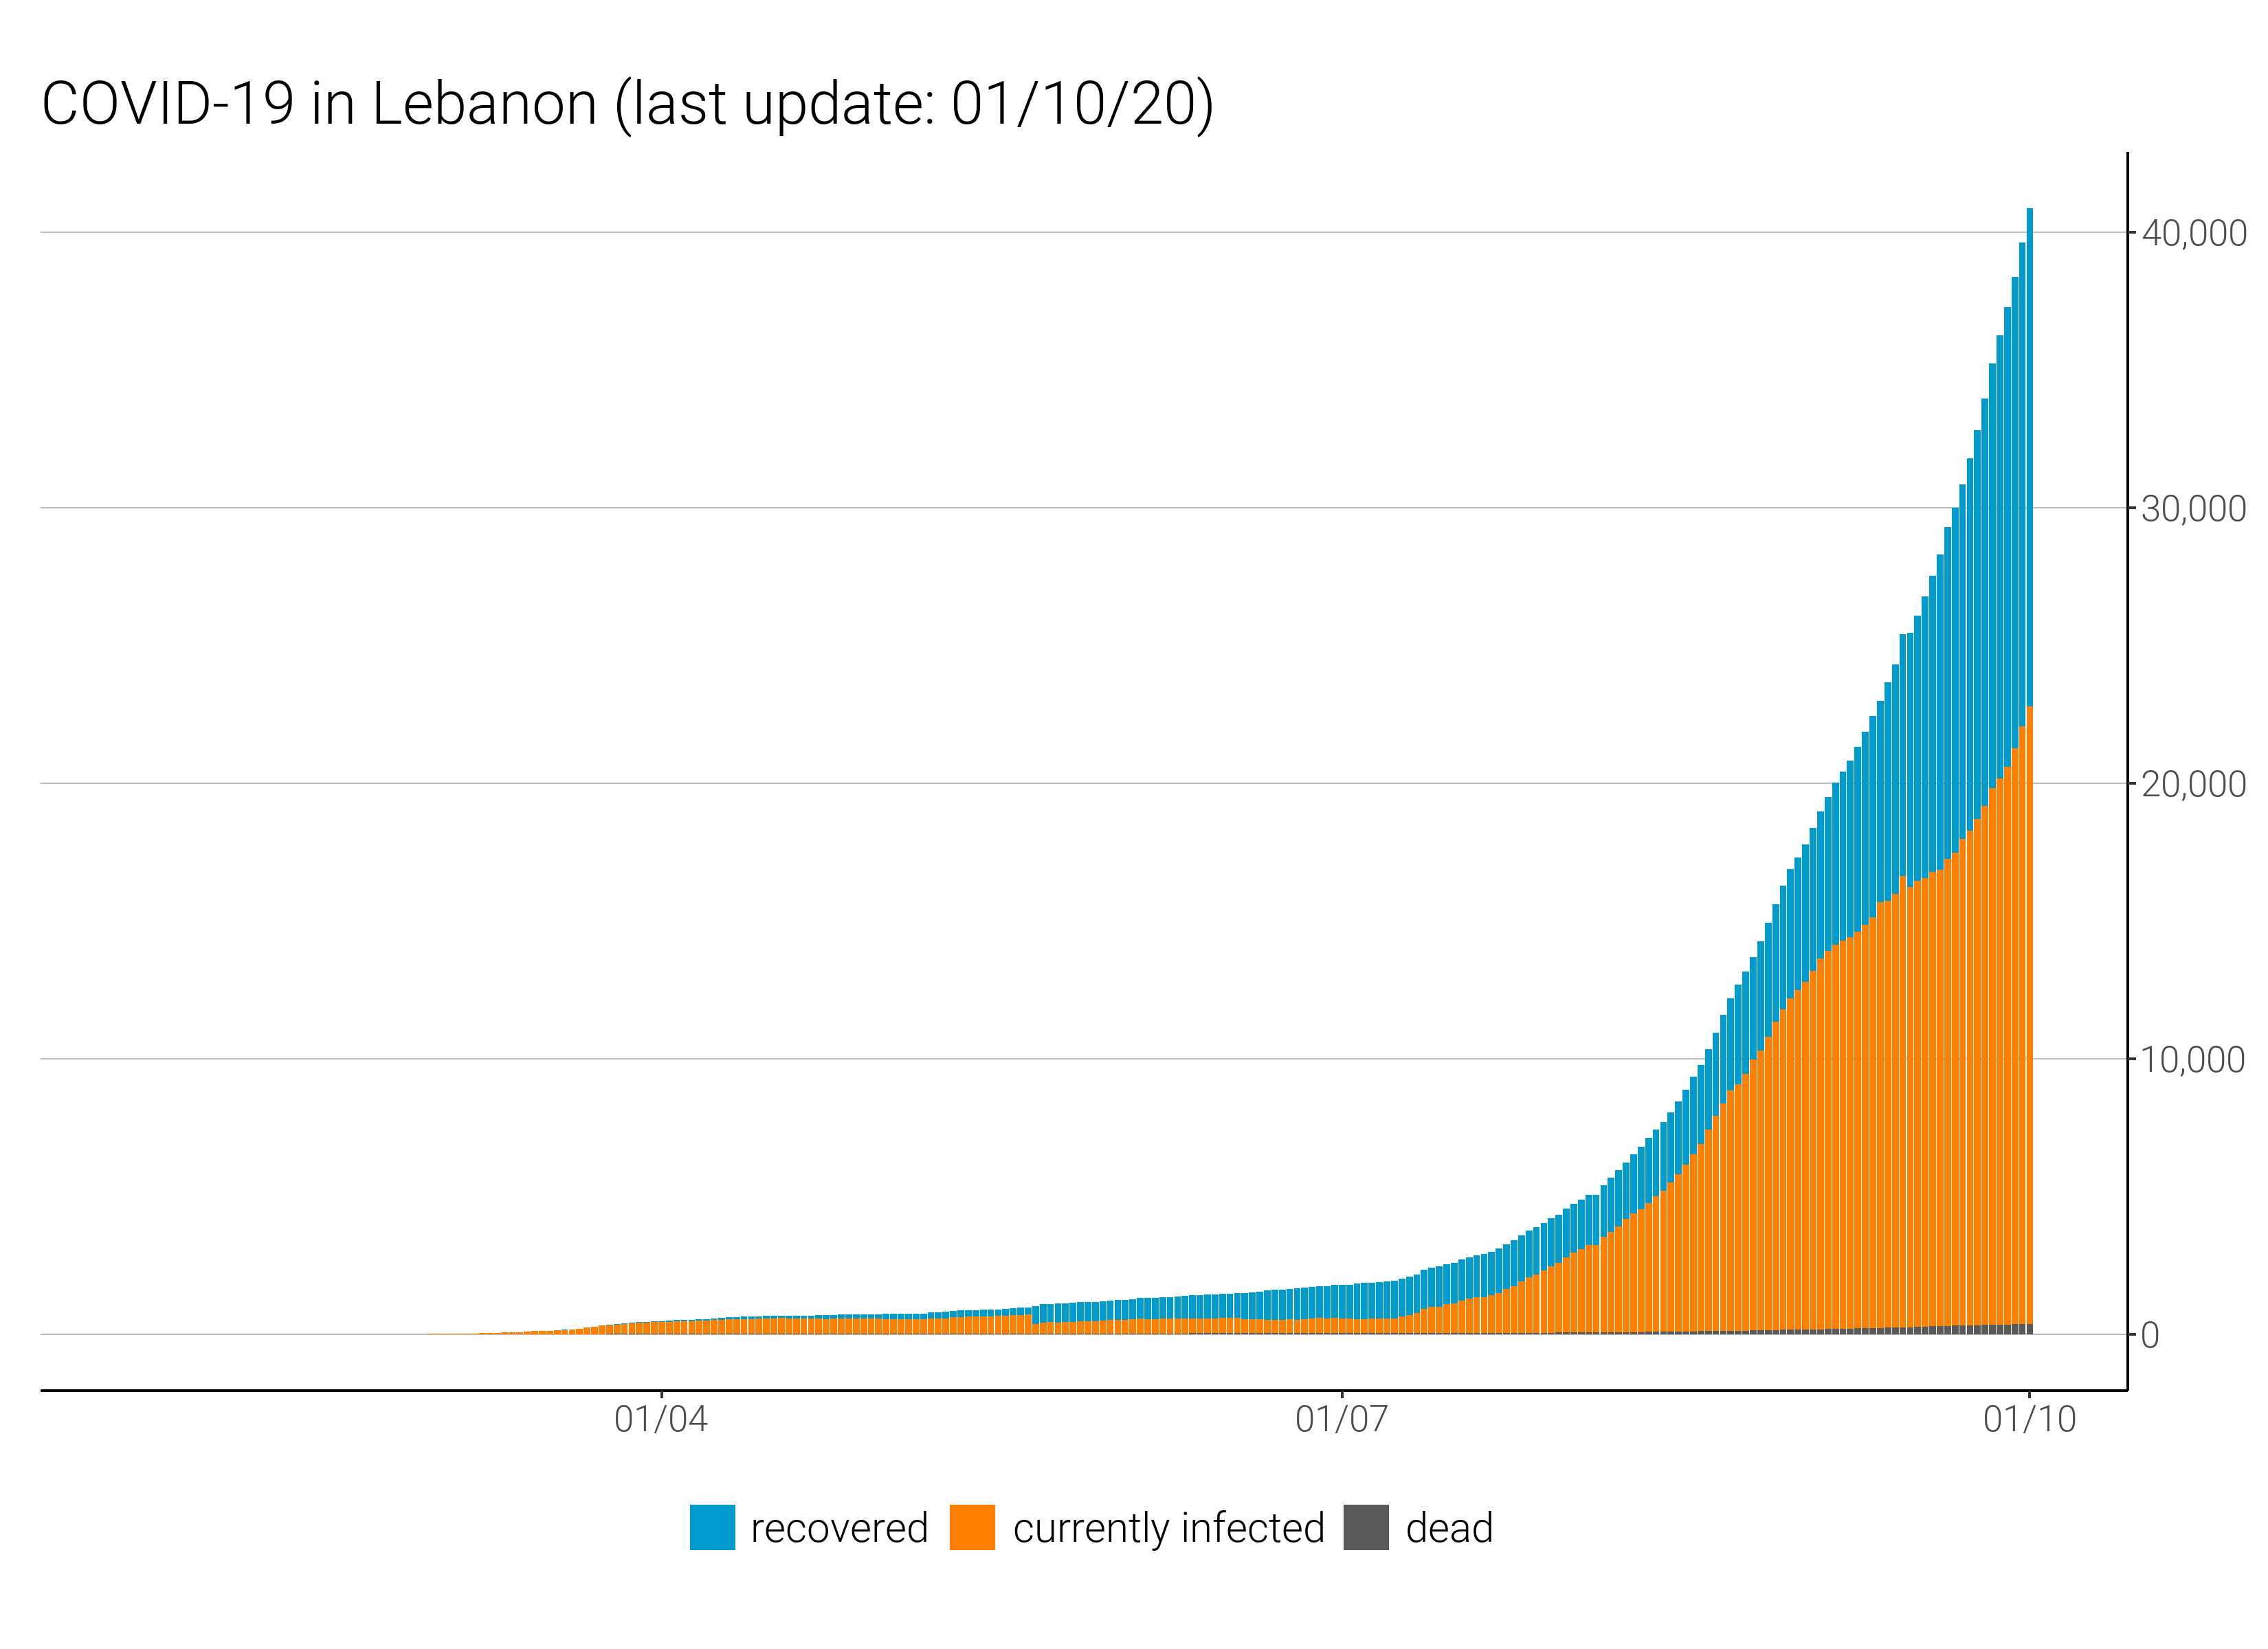 COVID-19 in Lebanon (last update: 01/10/20)
40,000
30,000
20,000
10,000
0
01/04 01/07 01/10
recovered currently infected dead